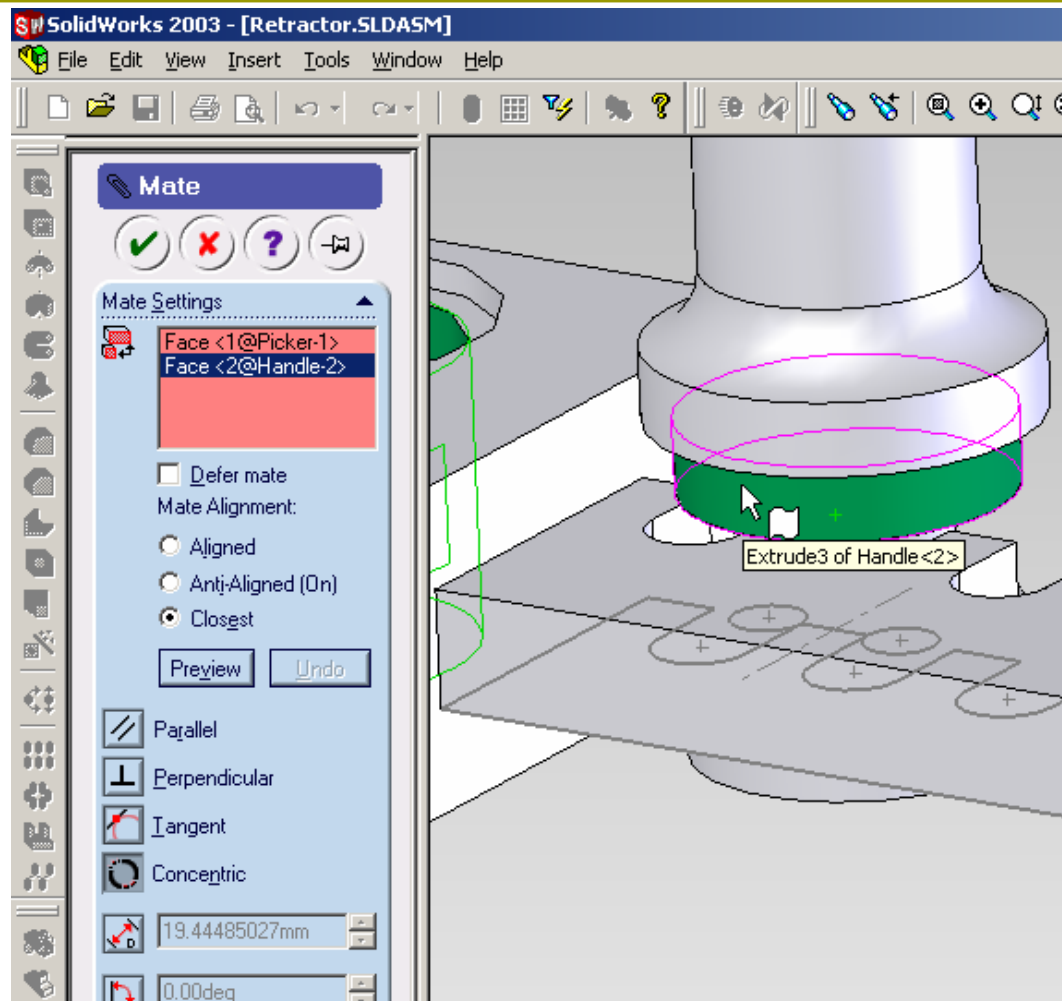 SolidWorks 2003 - [Retractor.SLDASM]
File Edit View Insert Tools Window Help
Mate
Mate Settings
Face <1@Picker-1>
Face <2@Handle-2>
Defer mate
Mate Alignment:
Aligned
Anti-Aligned (On)
Closest
Preview Undo
Parallel
Perpendicular
Tangent
Concentric
19.44485027mm
0.00deg
Extrude3 of Handle<2>